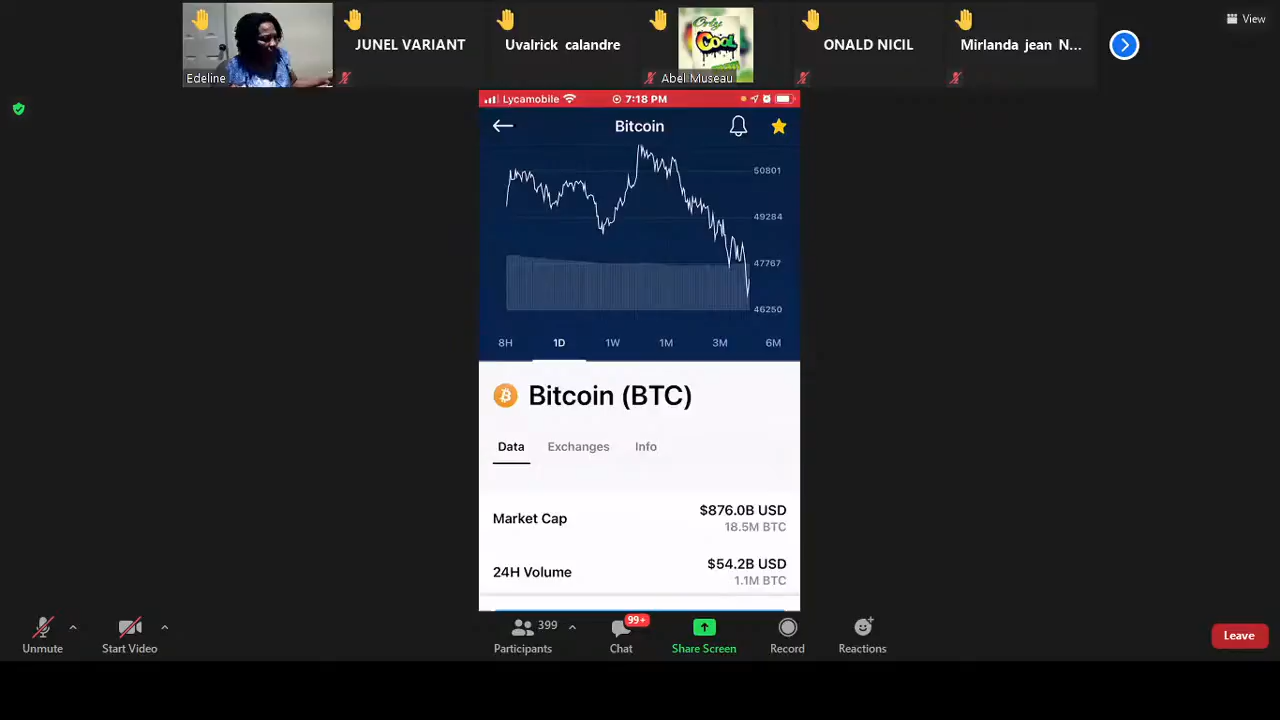 View
Edeline
JUNEL VARIANT
Uvalrick calandre
Only
COOL
Abel Museau
ONALD NICIL
Mirlanda jean N...
Lycamobile
7:18 PM
Bitcoin
50801
49284
47767
46250
8H 1D 1W 1M 3M 6M
Bitcoin (BTC)
Data Exchanges Info
Market Cap
$876.0B USD
18.5M BTC
24H Volume
$54.2B USD
1.1M BTC
Unmute
Start Video
399
Participants
99+
Chat
Share Screen
Record
Reactions
Leave